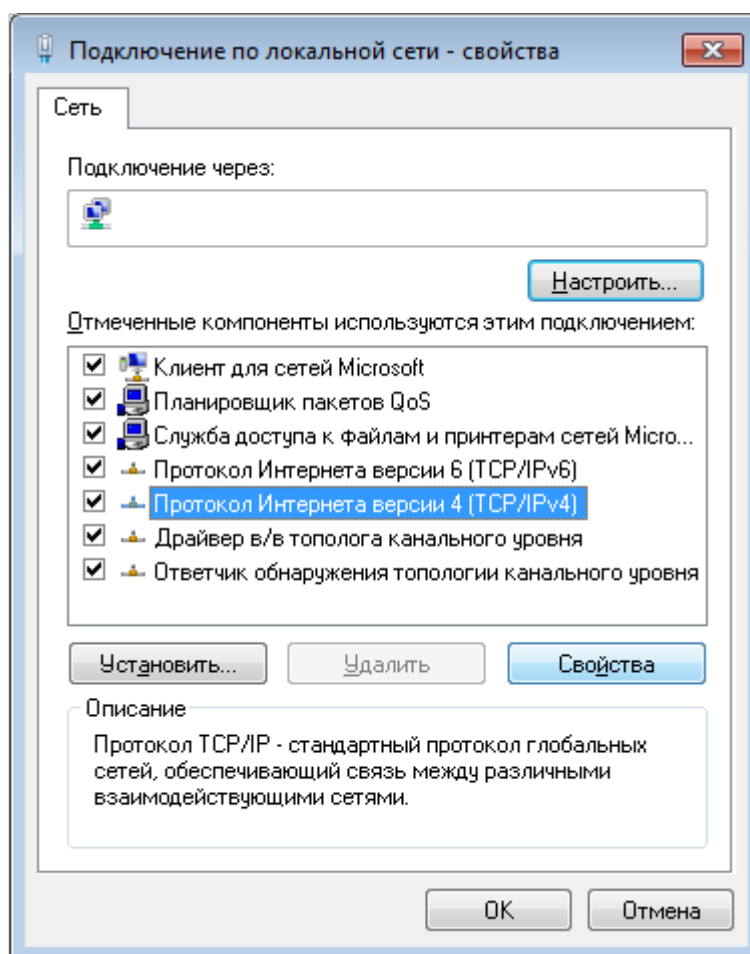 Подключение по локальной сети - свойства
Сеть
Подключение через:
Настроить...
Отмеченные компоненты используются этим подключением:
Клиент для сетей Microsoft
Планировщик пакетов QoS
Служба доступа к файлам и принтерам сетей Micro...
Протокол Интернета версии 6 (TCP/IPv6)
Протокол Интернета версии 4 (TCP/IPv4)
Драйвер в/в тополога канального уровня
Ответчик обнаружения топологии канального уровня
Установить... Удалить Свойства
Описание
Протокол TCP/IP - стандартный протокол глобальных
сетей, обеспечивающий связь между различными
взаимодействующими сетями.
OK Отмена